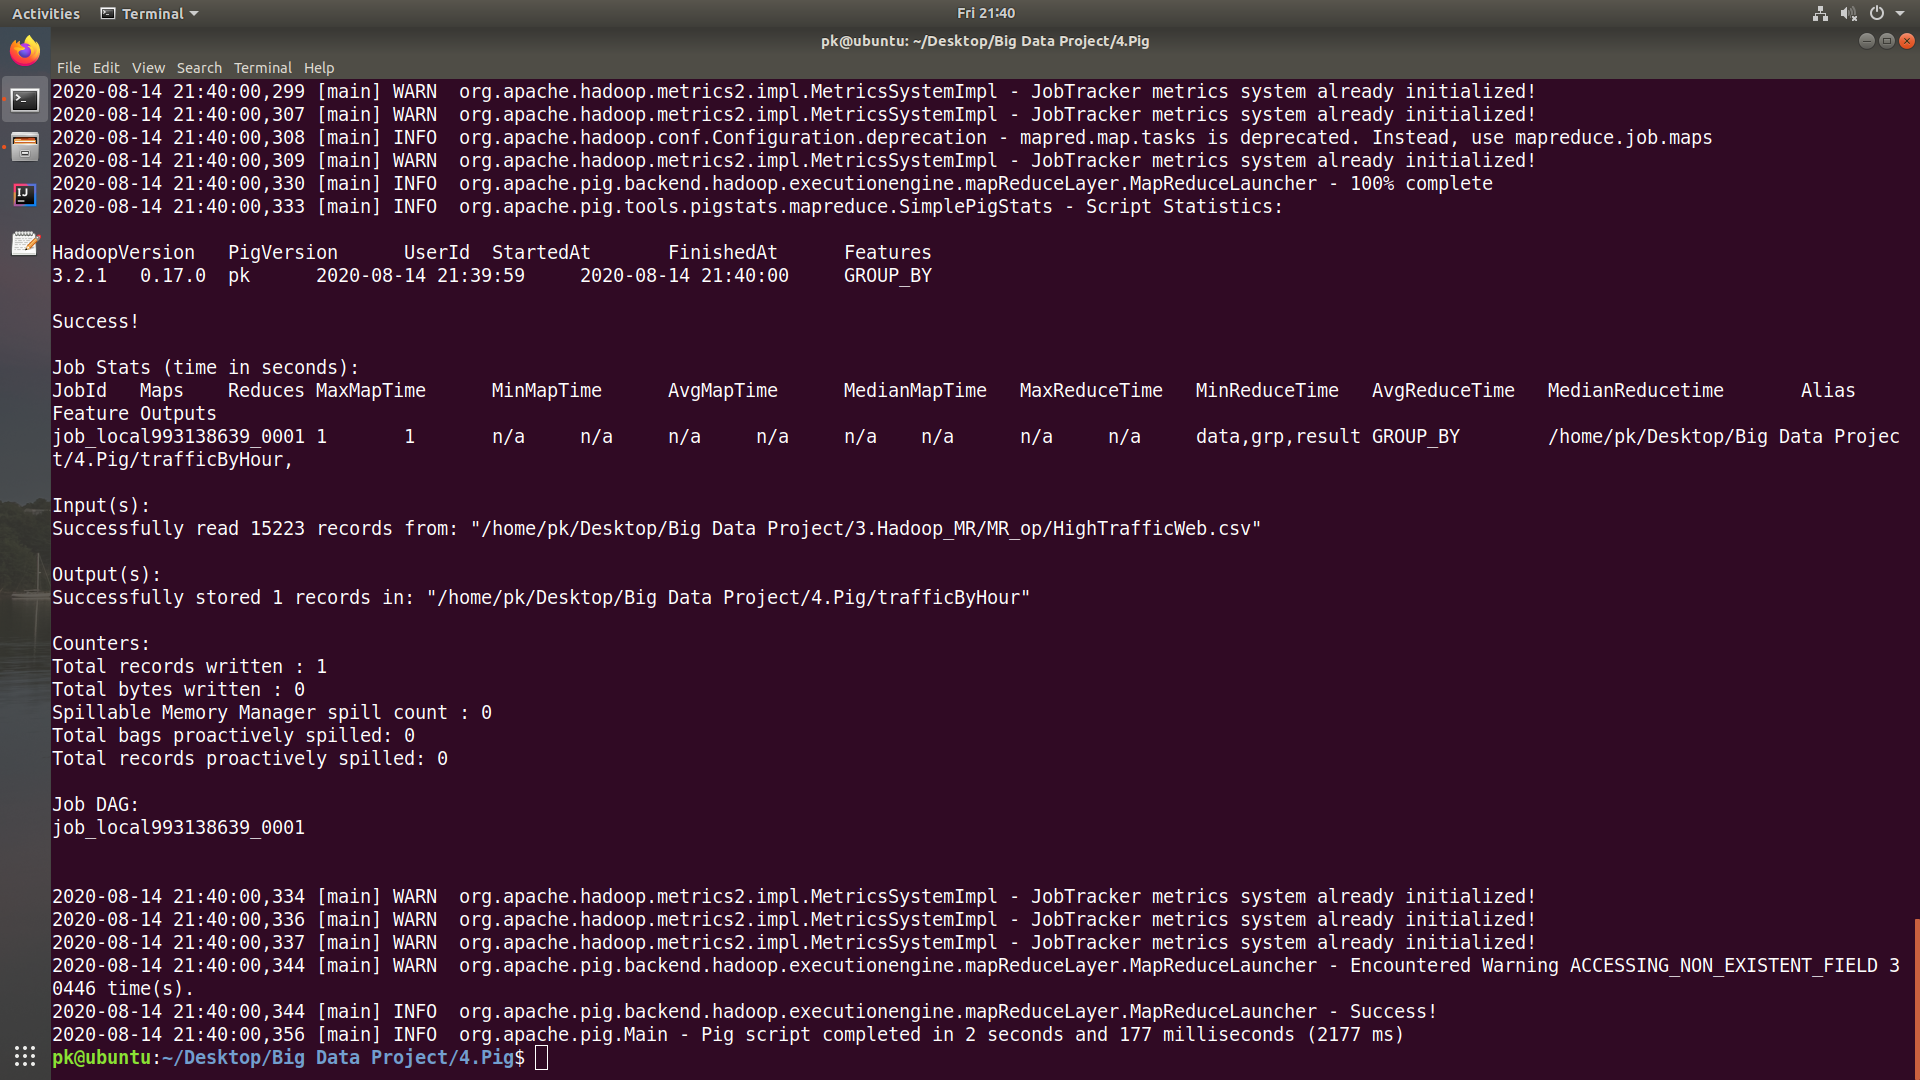 Activities Terminal Fri 21:40
pk@ubuntu: ~/Desktop/Big Data Project/4.Pig
File Edit View Search Terminal Help
2020-08-14 21:40:00,299 [main] WARN  org.apache.hadoop.metrics2.impl.MetricsSystemImpl - JobTracker metrics system already initialized!
2020-08-14 21:40:00,307 [main] WARN  org.apache.hadoop.metrics2.impl.MetricsSystemImpl - JobTracker metrics system already initialized!
2020-08-14 21:40:00,308 [main] INFO  org.apache.hadoop.conf.Configuration.deprecation - mapred.map.tasks is deprecated. Instead, use mapreduce.job.maps
2020-08-14 21:40:00,309 [main] WARN  org.apache.hadoop.metrics2.impl.MetricsSystemImpl - JobTracker metrics system already initialized!
2020-08-14 21:40:00,330 [main] INFO  org.apache.pig.backend.hadoop.executionengine.mapReduceLayer.MapReduceLauncher - 100% complete
2020-08-14 21:40:00,333 [main] INFO  org.apache.pig.tools.pigstats.mapreduce.SimplePigStats - Script Statistics:
HadoopVersion   PigVersion      UserId  StartedAt       FinishedAt      Features
3.2.1   0.17.0  pk      2020-08-14 21:39:59     2020-08-14 21:40:00     GROUP_BY
Success!
Job Stats (time in seconds):
JobId   Maps    Reduces MaxMapTime      MinMapTime      AvgMapTime      MedianMapTime   MaxReduceTime   MinReduceTime   AvgReduceTime   MedianReducetime       Alias
Feature Outputs
job_local993138639_0001 1       1       n/a     n/a     n/a     n/a     n/a    n/a      n/a     n/a     data,grp,result GROUP_BY        /home/pk/Desktop/Big Data Projec
t/4.Pig/trafficByHour,
Input(s):
Successfully read 15223 records from: "/home/pk/Desktop/Big Data Project/3.Hadoop_MR/MR_op/HighTrafficWeb.csv"
Output(s):
Successfully stored 1 records in: "/home/pk/Desktop/Big Data Project/4.Pig/trafficByHour"
Counters:
Total records written : 1
Total bytes written : 0
Spillable Memory Manager spill count : 0
Total bags proactively spilled: 0
Total records proactively spilled: 0
Job DAG:
job_local993138639_0001
2020-08-14 21:40:00,334 [main] WARN  org.apache.hadoop.metrics2.impl.MetricsSystemImpl - JobTracker metrics system already initialized!
2020-08-14 21:40:00,336 [main] WARN  org.apache.hadoop.metrics2.impl.MetricsSystemImpl - JobTracker metrics system already initialized!
2020-08-14 21:40:00,337 [main] WARN  org.apache.hadoop.metrics2.impl.MetricsSystemImpl - JobTracker metrics system already initialized!
2020-08-14 21:40:00,344 [main] WARN  org.apache.pig.backend.hadoop.executionengine.mapReduceLayer.MapReduceLauncher - Encountered Warning ACCESSING_NON_EXISTENT_FIELD 3
0446 time(s).
2020-08-14 21:40:00,344 [main] INFO  org.apache.pig.backend.hadoop.executionengine.mapReduceLayer.MapReduceLauncher - Success!
2020-08-14 21:40:00,356 [main] INFO  org.apache.pig.Main - Pig script completed in 2 seconds and 177 milliseconds (2177 ms)
pk@ubuntu:~/Desktop/Big Data Project/4.Pig$